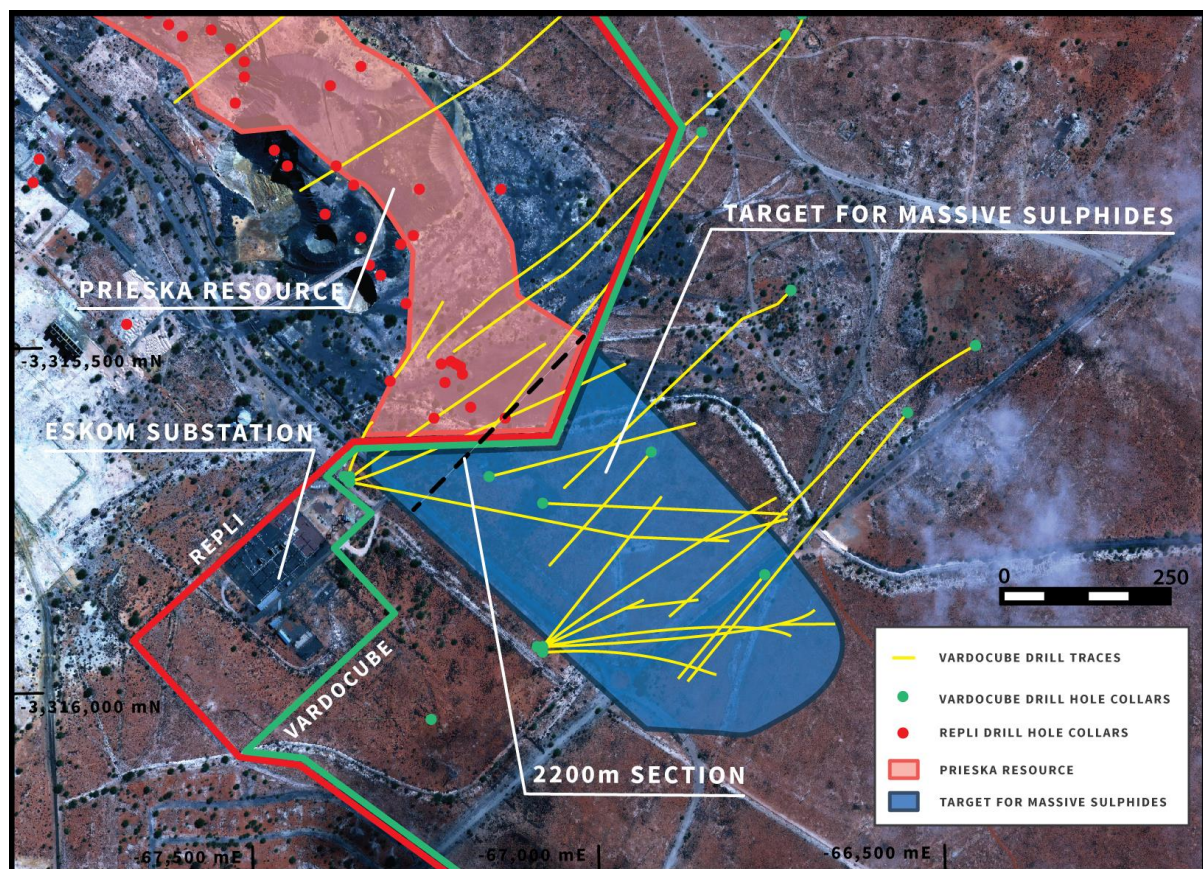 TARGET FOR MASSIVE SULPHIDES
PRIESKA RESOURCE
-3,315,500 mN
ESKOM SUBSTATION
REPLI
0 250
VARDOCUBE
-3,316,000 mN
2200m SECTION
VARDOCUBE DRILL TRACES
VARDOCUBE DRILL HOLE COLLARS
REPLI DRILL HOLE COLLARS
PRIESKA RESOURCE
TARGET FOR MASSIVE SULPHIDES
-67,500 mE
-67,000 mE
-66,500 mE